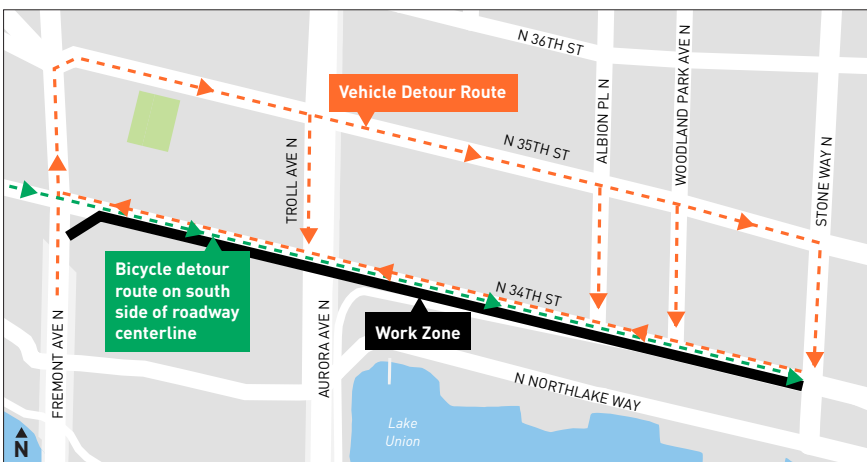 N 36TH ST
Vehicle Detour Route
N 35TH ST
ALBION PL N
WOODLAND PARK AVE N
STONE WAY N
TROLL AVE N
Bicycle detour
route on south
side of roadway
centerline
N 34TH ST
Work Zone
FREMONT AVE N
AURORA AVE N
N NORTHLAKE WAY
Lake
Union
N